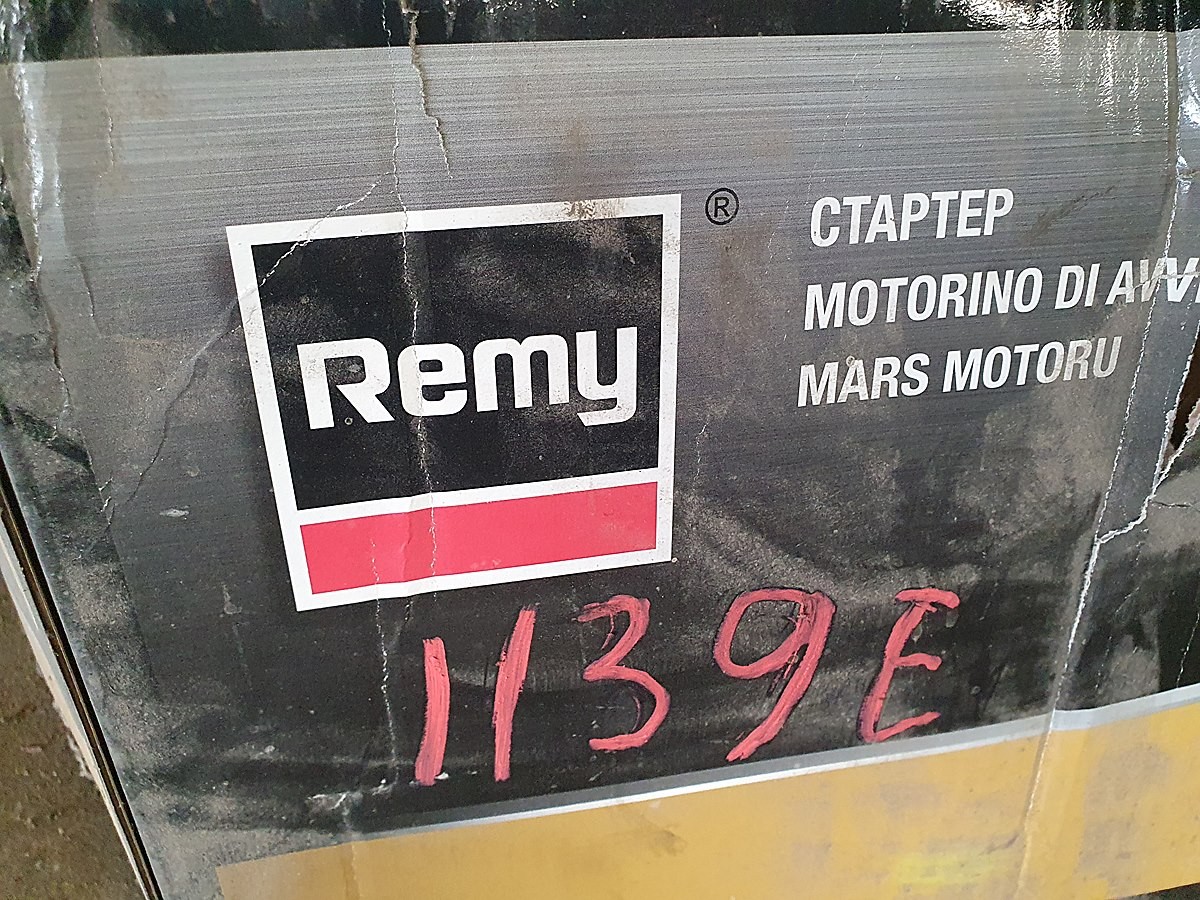 Remy
®
СТАРТЕР
MOTORINO DI
MARS MOTORU
1139E